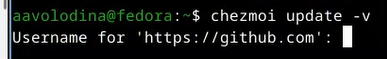 aavolodina@fedora:~$ chezmoi update -v
Username for 'https://github.com':